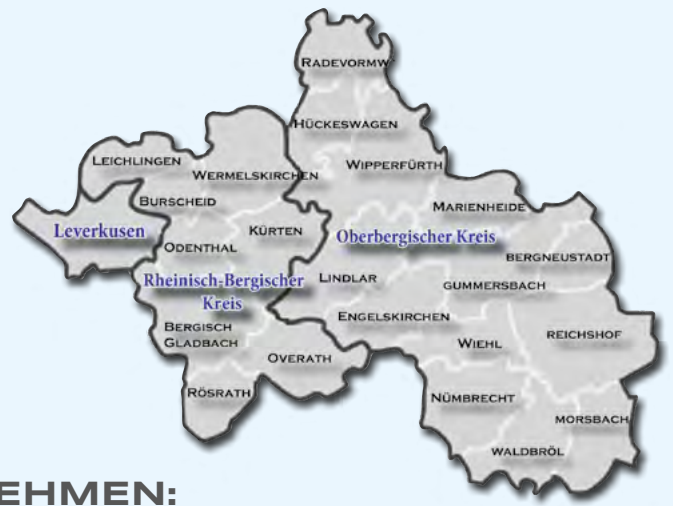 RADEVORMW
HÜCKESWAGEN
LEICHLINGEN
WIPPERFÜRTH
WERMELSKIRCHEN
BURSCHEID
MARIENHEIDE
Leverkusen
KÜRTEN
Oberbergischer Kreis
ODENTHAL
BERGNEUSTADT
Rheinisch-Bergischer
Kreis
LINDLAR
GUMMERSBACH
ENGELSKIRCHEN
BERGISCH
GLADBACH
REICHSHOF
WIEHL
OVERATH
RÖSRATH
NÜMBRECHT
MORSBACH
WALDBRÖL
EHMEN: